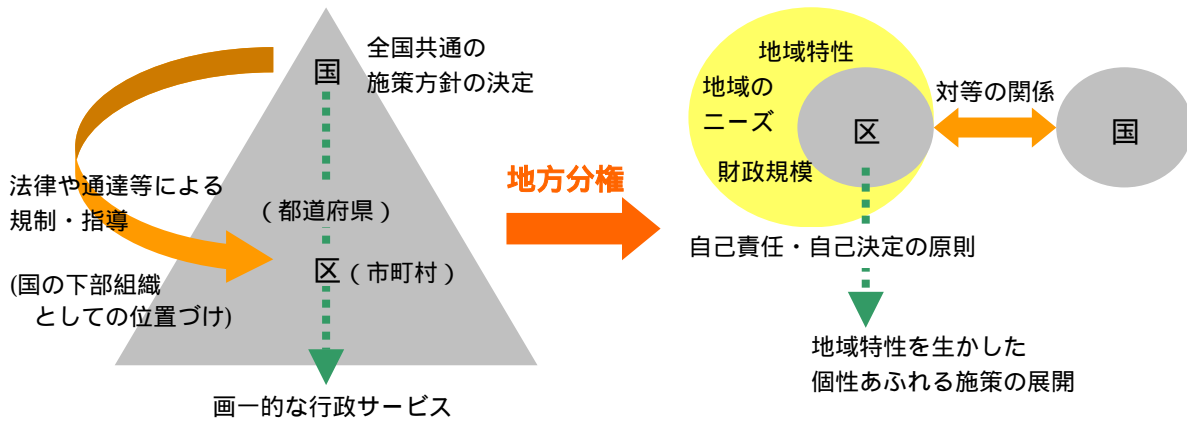 全国共通の
施策方針の決定
国
法律や通達等による
規制・指導
(国の下部組織
としての位置づけ)
（都道府県）
区（市町村）
画一的な行政サービス
地方分権
地域特性
地域の
ニーズ
財政規模
区
対等の関係
国
自己責任・自己決定の原則
地域特性を生かした
個性あふれる施策の展開